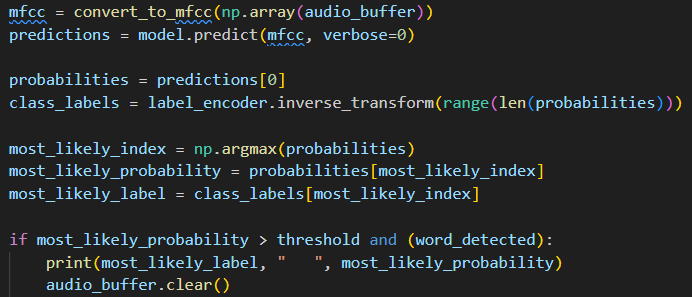 mfcc = convert_to_mfcc(np.array(audio_buffer))
predictions = model.predict(mfcc, verbose=0)

probabilities = predictions[0]
class_labels = label_encoder.inverse_transform(range(len(probabilities)))

most_likely_index = np.argmax(probabilities)
most_likely_probability = probabilities[most_likely_index]
most_likely_label = class_labels[most_likely_index]

if most_likely_probability > threshold and (word_detected):
    print(most_likely_label, "   ", most_likely_probability)
    audio_buffer.clear()